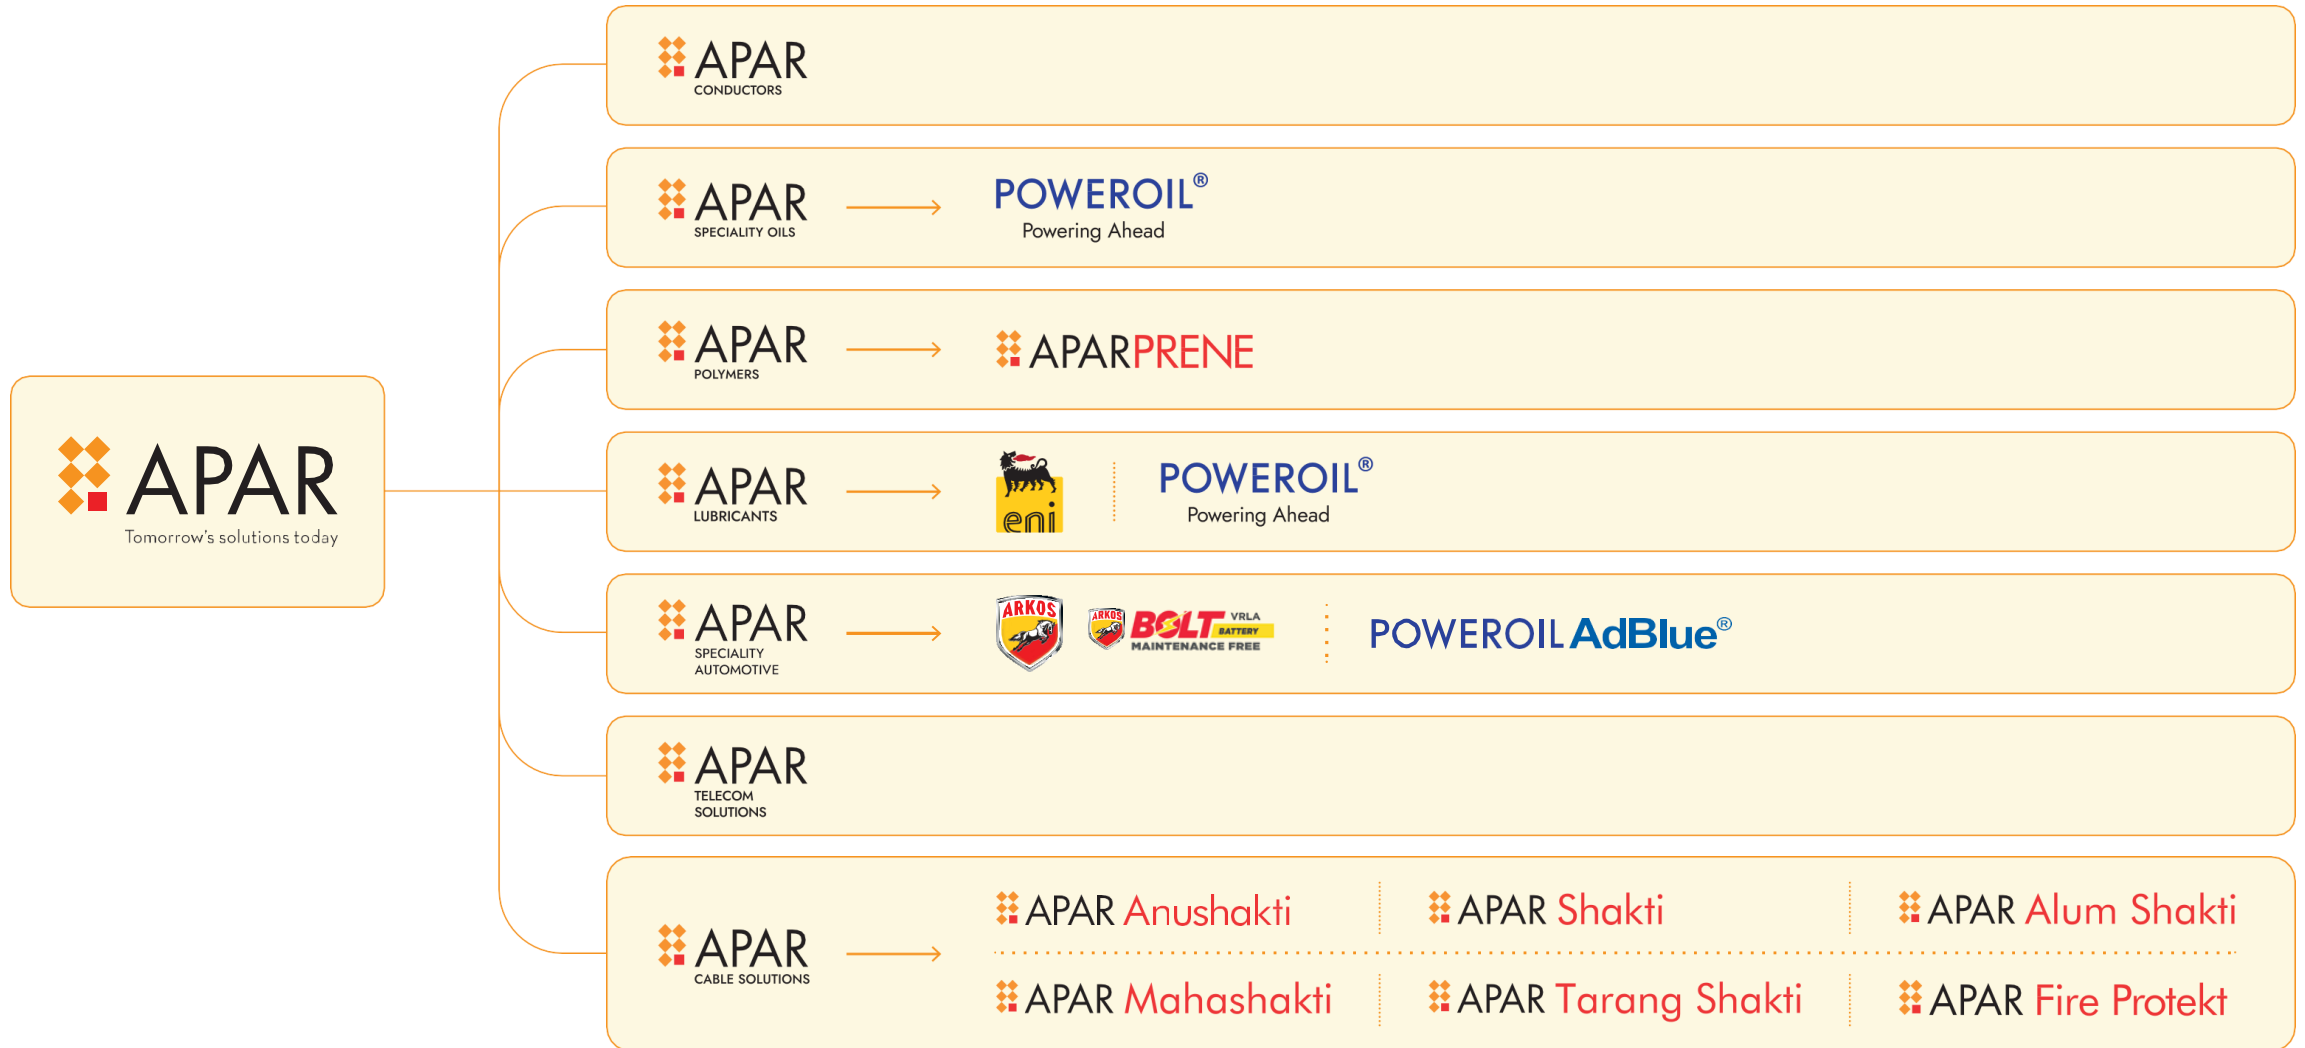 APAR
Tomorrow's solutions today
APAR
CONDUCTORS
APAR
SPECIALITY OILS
POWEROIL®
Powering Ahead
APAR
POLYMERS
APARPRENE
APAR
LUBRICANTS
eni
POWEROIL®
Powering Ahead
APAR
SPECIALITY
AUTOMOTIVE
ARKOS
ARKOS
BOLT VRLA
BATTERY
MAINTENANCE FREE
POWEROIL AdBlue®
APAR
TELECOM
SOLUTIONS
APAR
CABLE SOLUTIONS
APAR Anushakti
APAR Shakti
APAR Alum Shakti
APAR Mahashakti
APAR Tarang Shakti
APAR Fire Protekt